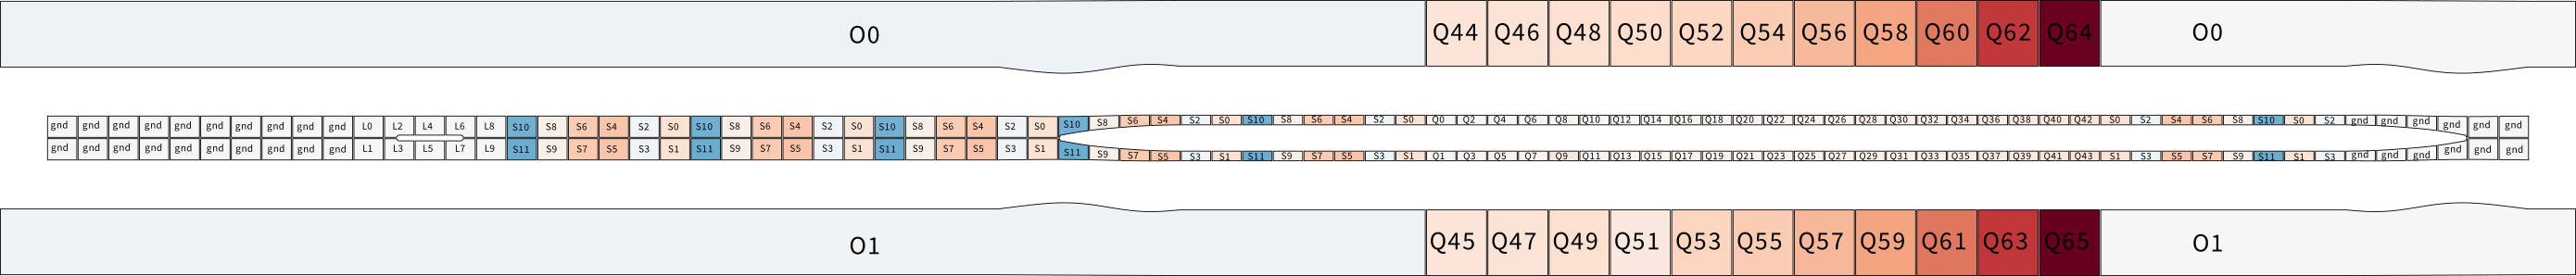 O0 Q44 Q46 Q48 Q50 Q52 Q54 Q56 Q58 Q60 Q62 Q64 O0
gnd gnd gnd gnd gnd gnd gnd gnd gnd gnd L0 L2 L4 L6 L8 S10 S8 S6 S4 S2 S0 S10 S8 S6 S4 S2 S0 S10 S8 S6 S4 S2 S0 S10 S8 S6 S4 S2 S0 S10 S8 S6 S4 S2 S0 Q0 Q2 Q4 Q6 Q8 Q10 Q12 Q14 Q16 Q18 Q20 Q22 Q24 Q26 Q28 Q30 Q32 Q34 Q36 Q38 Q40 Q42 S0 S2 S4 S6 S8 S10 S0 S2 gnd gnd gnd gnd gnd gnd
gnd gnd gnd gnd gnd gnd gnd gnd gnd gnd L1 L3 L5 L7 L9 S11 S9 S7 S5 S3 S1 S11 S9 S7 S5 S3 S1 S11 S9 S7 S5 S3 S1 S11 S9 S7 S5 S3 S1 S11 S9 S7 S5 S3 S1 Q1 Q3 Q5 Q7 Q9 Q11 Q13 Q15 Q17 Q19 Q21 Q23 Q25 Q27 Q29 Q31 Q33 Q35 Q37 Q39 Q41 Q43 S1 S3 S5 S7 S9 S11 S1 S3 gnd gnd gnd gnd gnd gnd
O1 Q45 Q47 Q49 Q51 Q53 Q55 Q57 Q59 Q61 Q63 Q65 O1